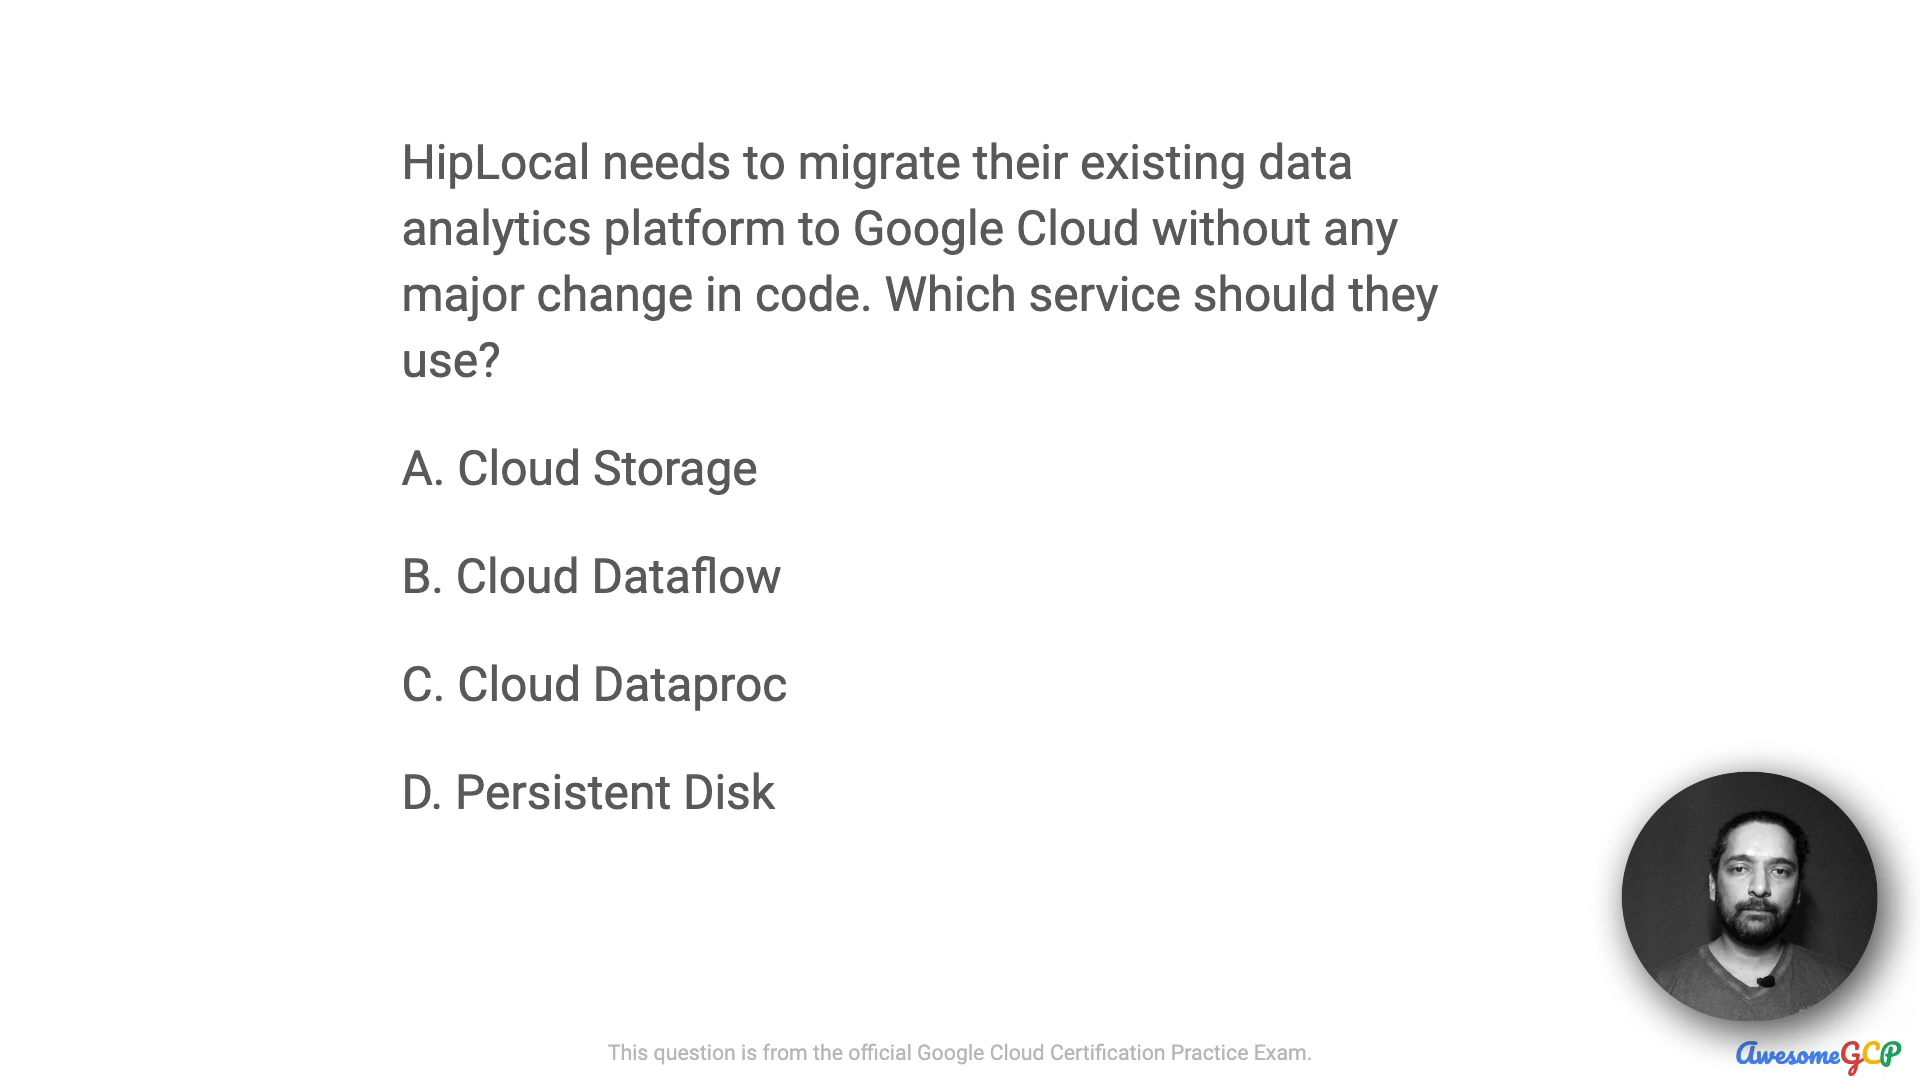 HipLocal needs to migrate their existing data
analytics platform to Google Cloud without any
major change in code. Which service should they
use?
A. Cloud Storage
B. Cloud Dataflow
C. Cloud Dataproc
D. Persistent Disk
This question is from the official Google Cloud Certification Practice Exam.
AwesomeGCP